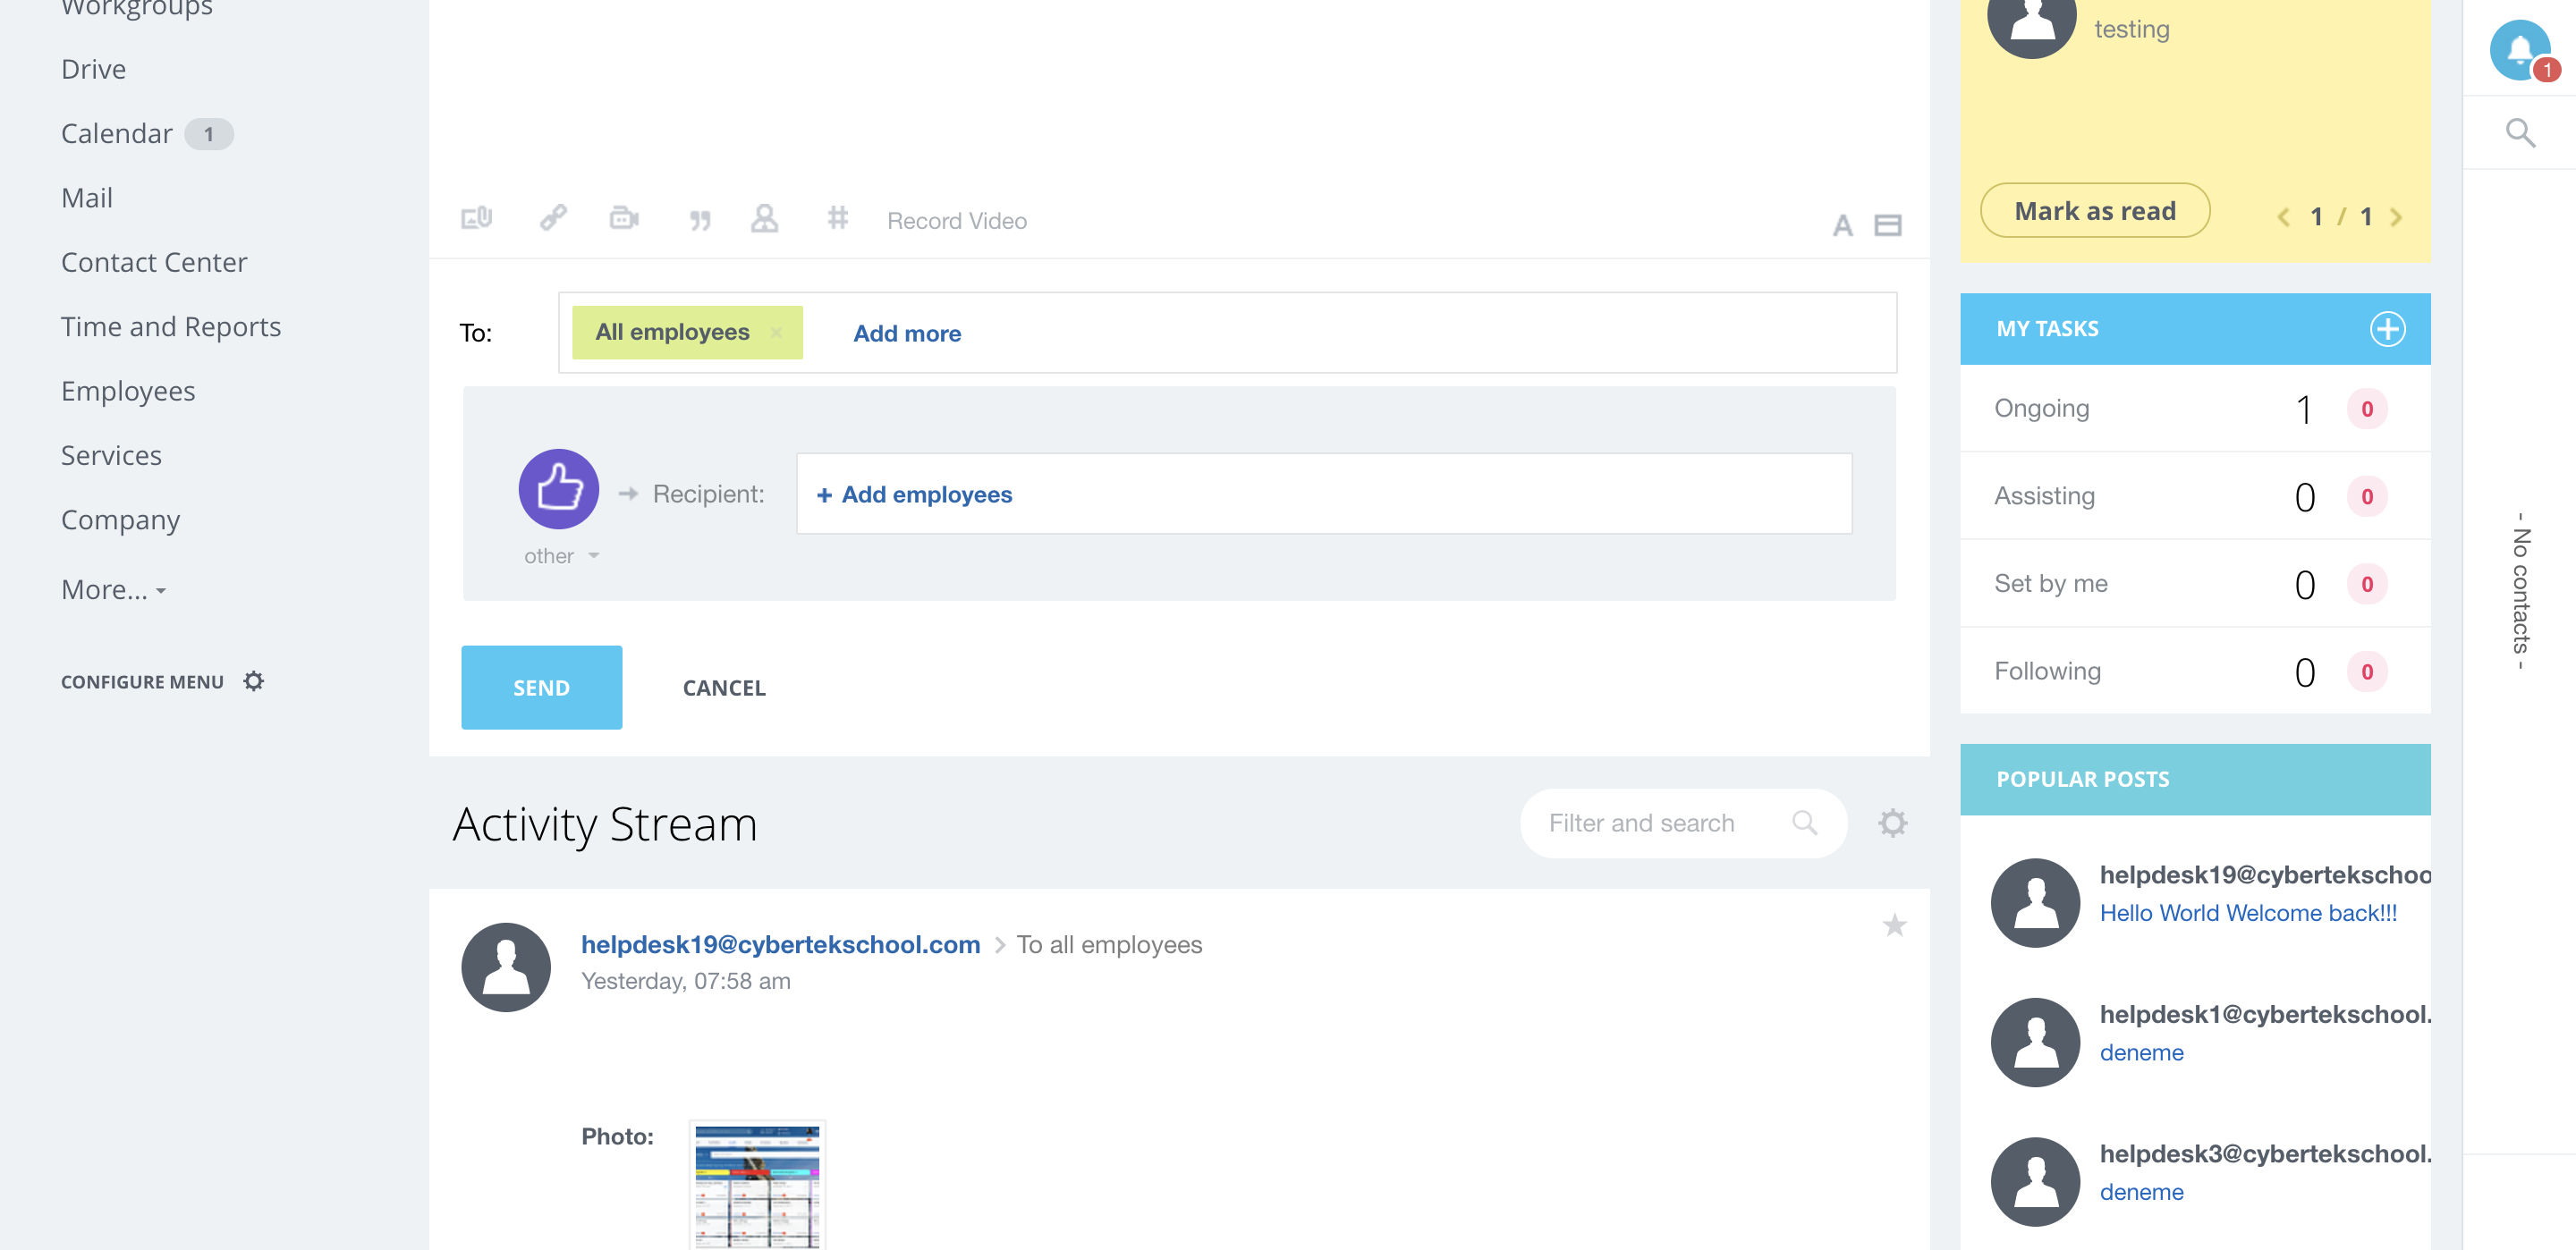 Workgroups
Drive
Calendar 1
Mail
Contact Center
Time and Reports
Employees
Services
Company
More...
CONFIGURE MENU
Record Video
A
To: All employees × Add more
Recipient: + Add employees
other
SEND CANCEL
Activity Stream
Filter and search
helpdesk19@cybertekschool.com > To all employees
Yesterday, 07:58 am
Photo:
testing
Mark as read
1 / 1
MY TASKS
Ongoing 1 0
Assisting 0 0
Set by me 0 0
Following 0 0
POPULAR POSTS
helpdesk19@cybertekschoo
Hello World Welcome back!!!
helpdesk1@cybertekschool.
deneme
helpdesk3@cybertekschool.
deneme
1
- No contacts -